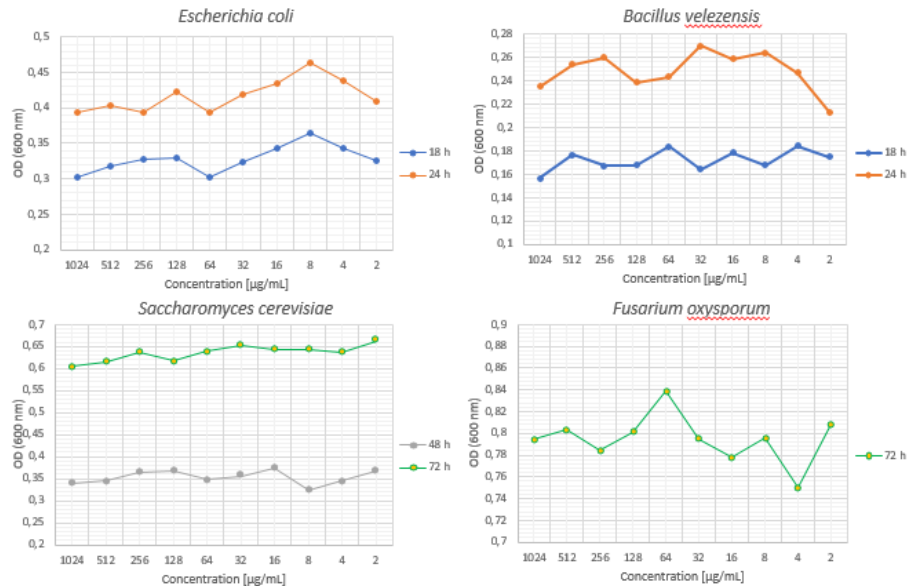 Escherichia coli
0,5
0,45
0,4
0,35
0,3
0,25
0,2
OD (600 nm)
1024 512 256 128 64 32 16 8 4 2
Concentration [µg/mL]
18 h
24 h
Bacillus velezensis
0,28
0,26
0,24
0,22
0,2
0,18
0,16
0,14
0,12
0,1
OD (600 nm)
1024 512 256 128 64 32 16 8 4 2
Concentration [µg/mL]
18 h
24 h
Saccharomyces cerevisiae
0,7
0,65
0,6
0,55
0,5
0,45
0,4
0,35
0,3
0,35
0,2
OD (600 nm)
1024 512 256 128 64 32 16 8 4 2
Concentration [µg/mL]
48 h
72 h
Fusarium oxysporum
0,9
0,88
0,86
0,84
0,82
0,8
0,78
0,76
0,74
0,72
0,7
OD (600 nm)
1024 512 256 128 64 32 16 8 4 2
Concentration [µg/mL]
72 h